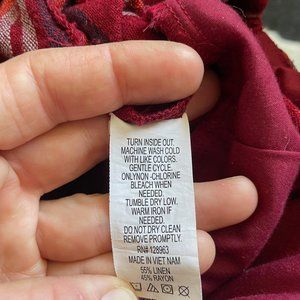 TURN INSIDE OUT.
MACHINE WASH COLD
WITH LIKE COLORS.
GENTLE CYCLE.
ONLYNON-CHLORINE
BLEACH WHEN
NEEDED.
TUMBLE DRY LOW.
WARM IRON IF
NEEDED.
DO NOT DRY CLEAN
REMOVE PROMPTLY.
RN# 128963
MADE IN VIET NAM
55% LINEN
45% RAYON